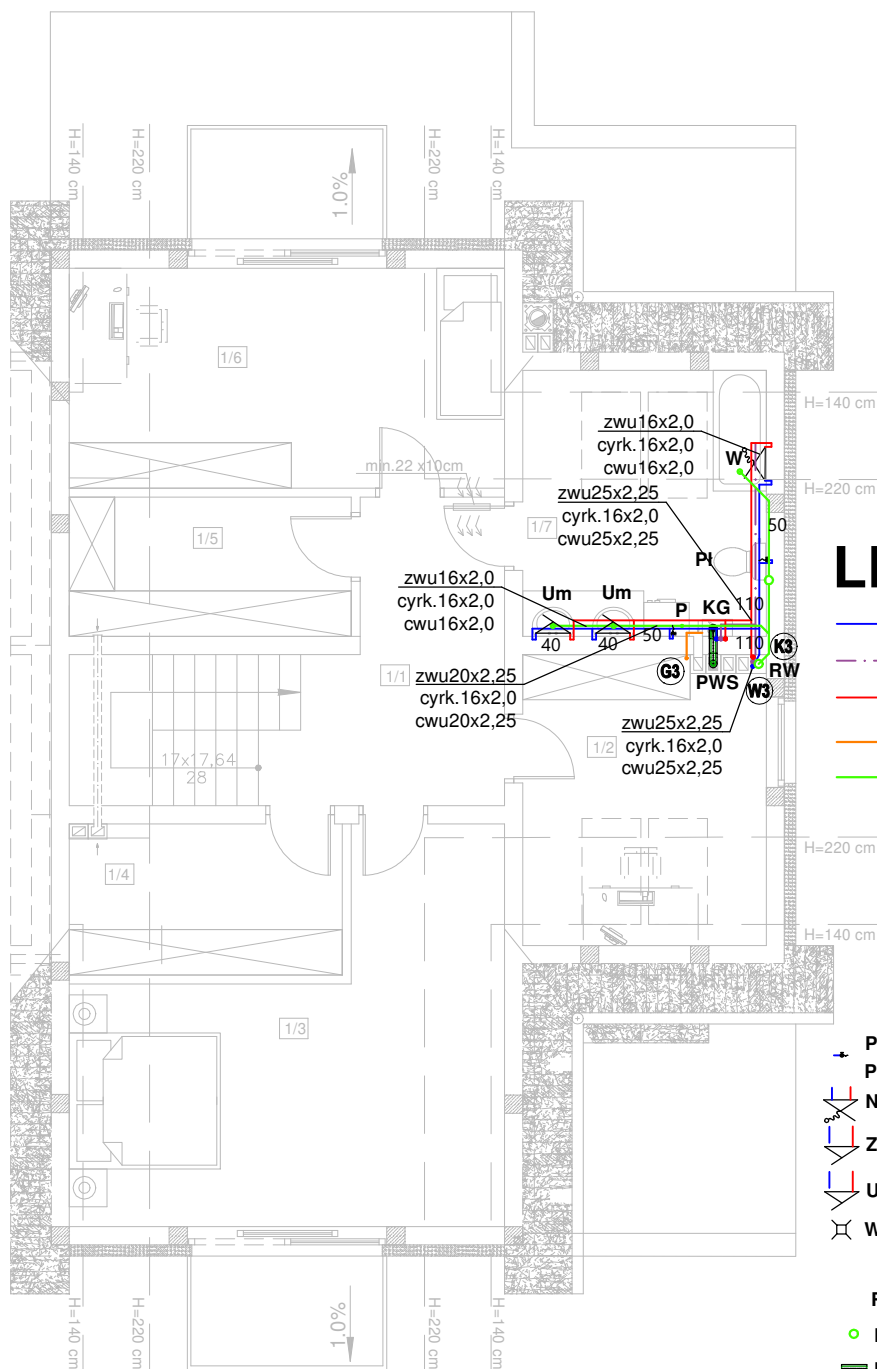 H=140 cm
H=220 cm
H=220 cm
H=140 cm
1.0%
1/6
H=140 cm
zwu16x2,0
cyrk.16x2,0
cwu16x2,0
W
min.22 x10cm
H=220 cm
zwu25x2,25
cyrk.16x2,0
cwu25x2,25
50
1/7
1/5
Pł
zwu16x2,0
cyrk.16x2,0
cwu16x2,0
Um
Um
P
KG
110
40
40
50
110
K3
G3
PWS
RW
W3
1/1
zwu20x2,25
cyrk.16x2,0
cwu20x2,25
zwu25x2,25
cyrk.16x2,0
cwu25x2,25
1/2
17x17,64
28
H=220 cm
1/4
H=140 cm
1/3
P
P
N
Z
U
W
H=140 cm
H=220 cm
1.0%
H=220 cm
H=140 cm